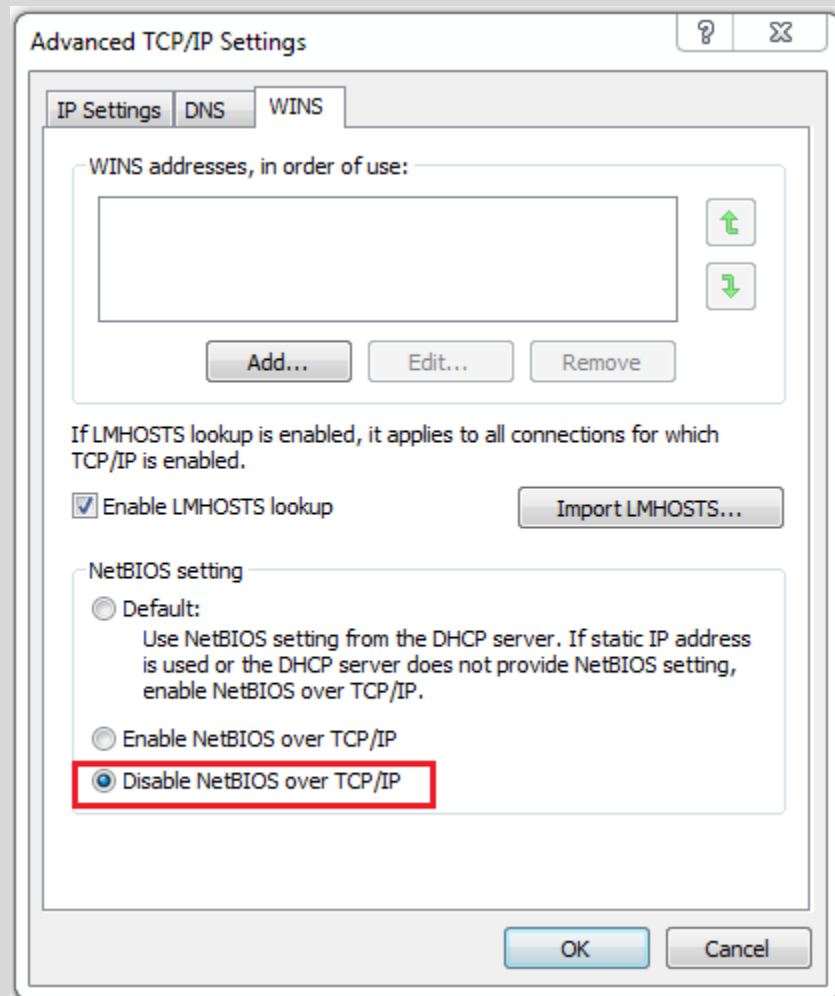 Advanced TCP/IP Settings
IP Settings DNS WINS
WINS addresses, in order of use:
Add... Edit... Remove
If LMHOSTS lookup is enabled, it applies to all connections for which
TCP/IP is enabled.
Enable LMHOSTS lookup Import LMHOSTS...
NetBIOS setting
Default:
Use NetBIOS setting from the DHCP server. If static IP address
is used or the DHCP server does not provide NetBIOS setting,
enable NetBIOS over TCP/IP.
Enable NetBIOS over TCP/IP
Disable NetBIOS over TCP/IP
OK Cancel